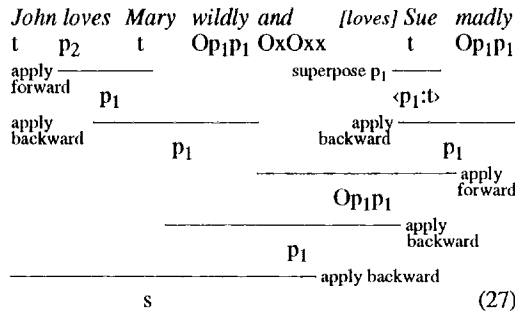 John loves Mary wildly and [loves] Sue madly
t p₂ t Op₁p₁ OxOxx t Op₁p₁
apply forward superpose p₁
p₁ ‹p₁:t›
apply backward apply backward
p₁ p₁
apply forward
Op₁p₁
apply backward
p₁
apply backward
s (27)